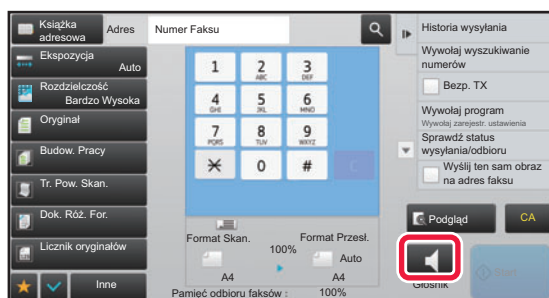 Książka
adresowa
Adres
Numer Faksu
Ekspozycja
Auto
Rozdzielczość
Bardzo Wysoka
Oryginał
Budow. Pracy
Tr. Pow. Skan.
Dok. Róż. For.
Licznik oryginałów
Inne
1
2
ABC
3
DEF
4
GHI
5
JKL
6
MNO
7
PQRS
8
TUV
9
WXYZ
0
#
C
Format Skan.
100%
Format Przesł.
Auto
A4
A4
Pamięć odbioru faksów :
100%
Historia wysyłania
Wywołaj wyszukiwanie
numerów
Bezp. TX
Wywołaj program
Wywołaj zarejestr. ustawienia
Sprawdź status
wysyłania/odbioru
Wyślij ten sam obraz
na adres faksu
Podgląd
CA
Głośnik
Start